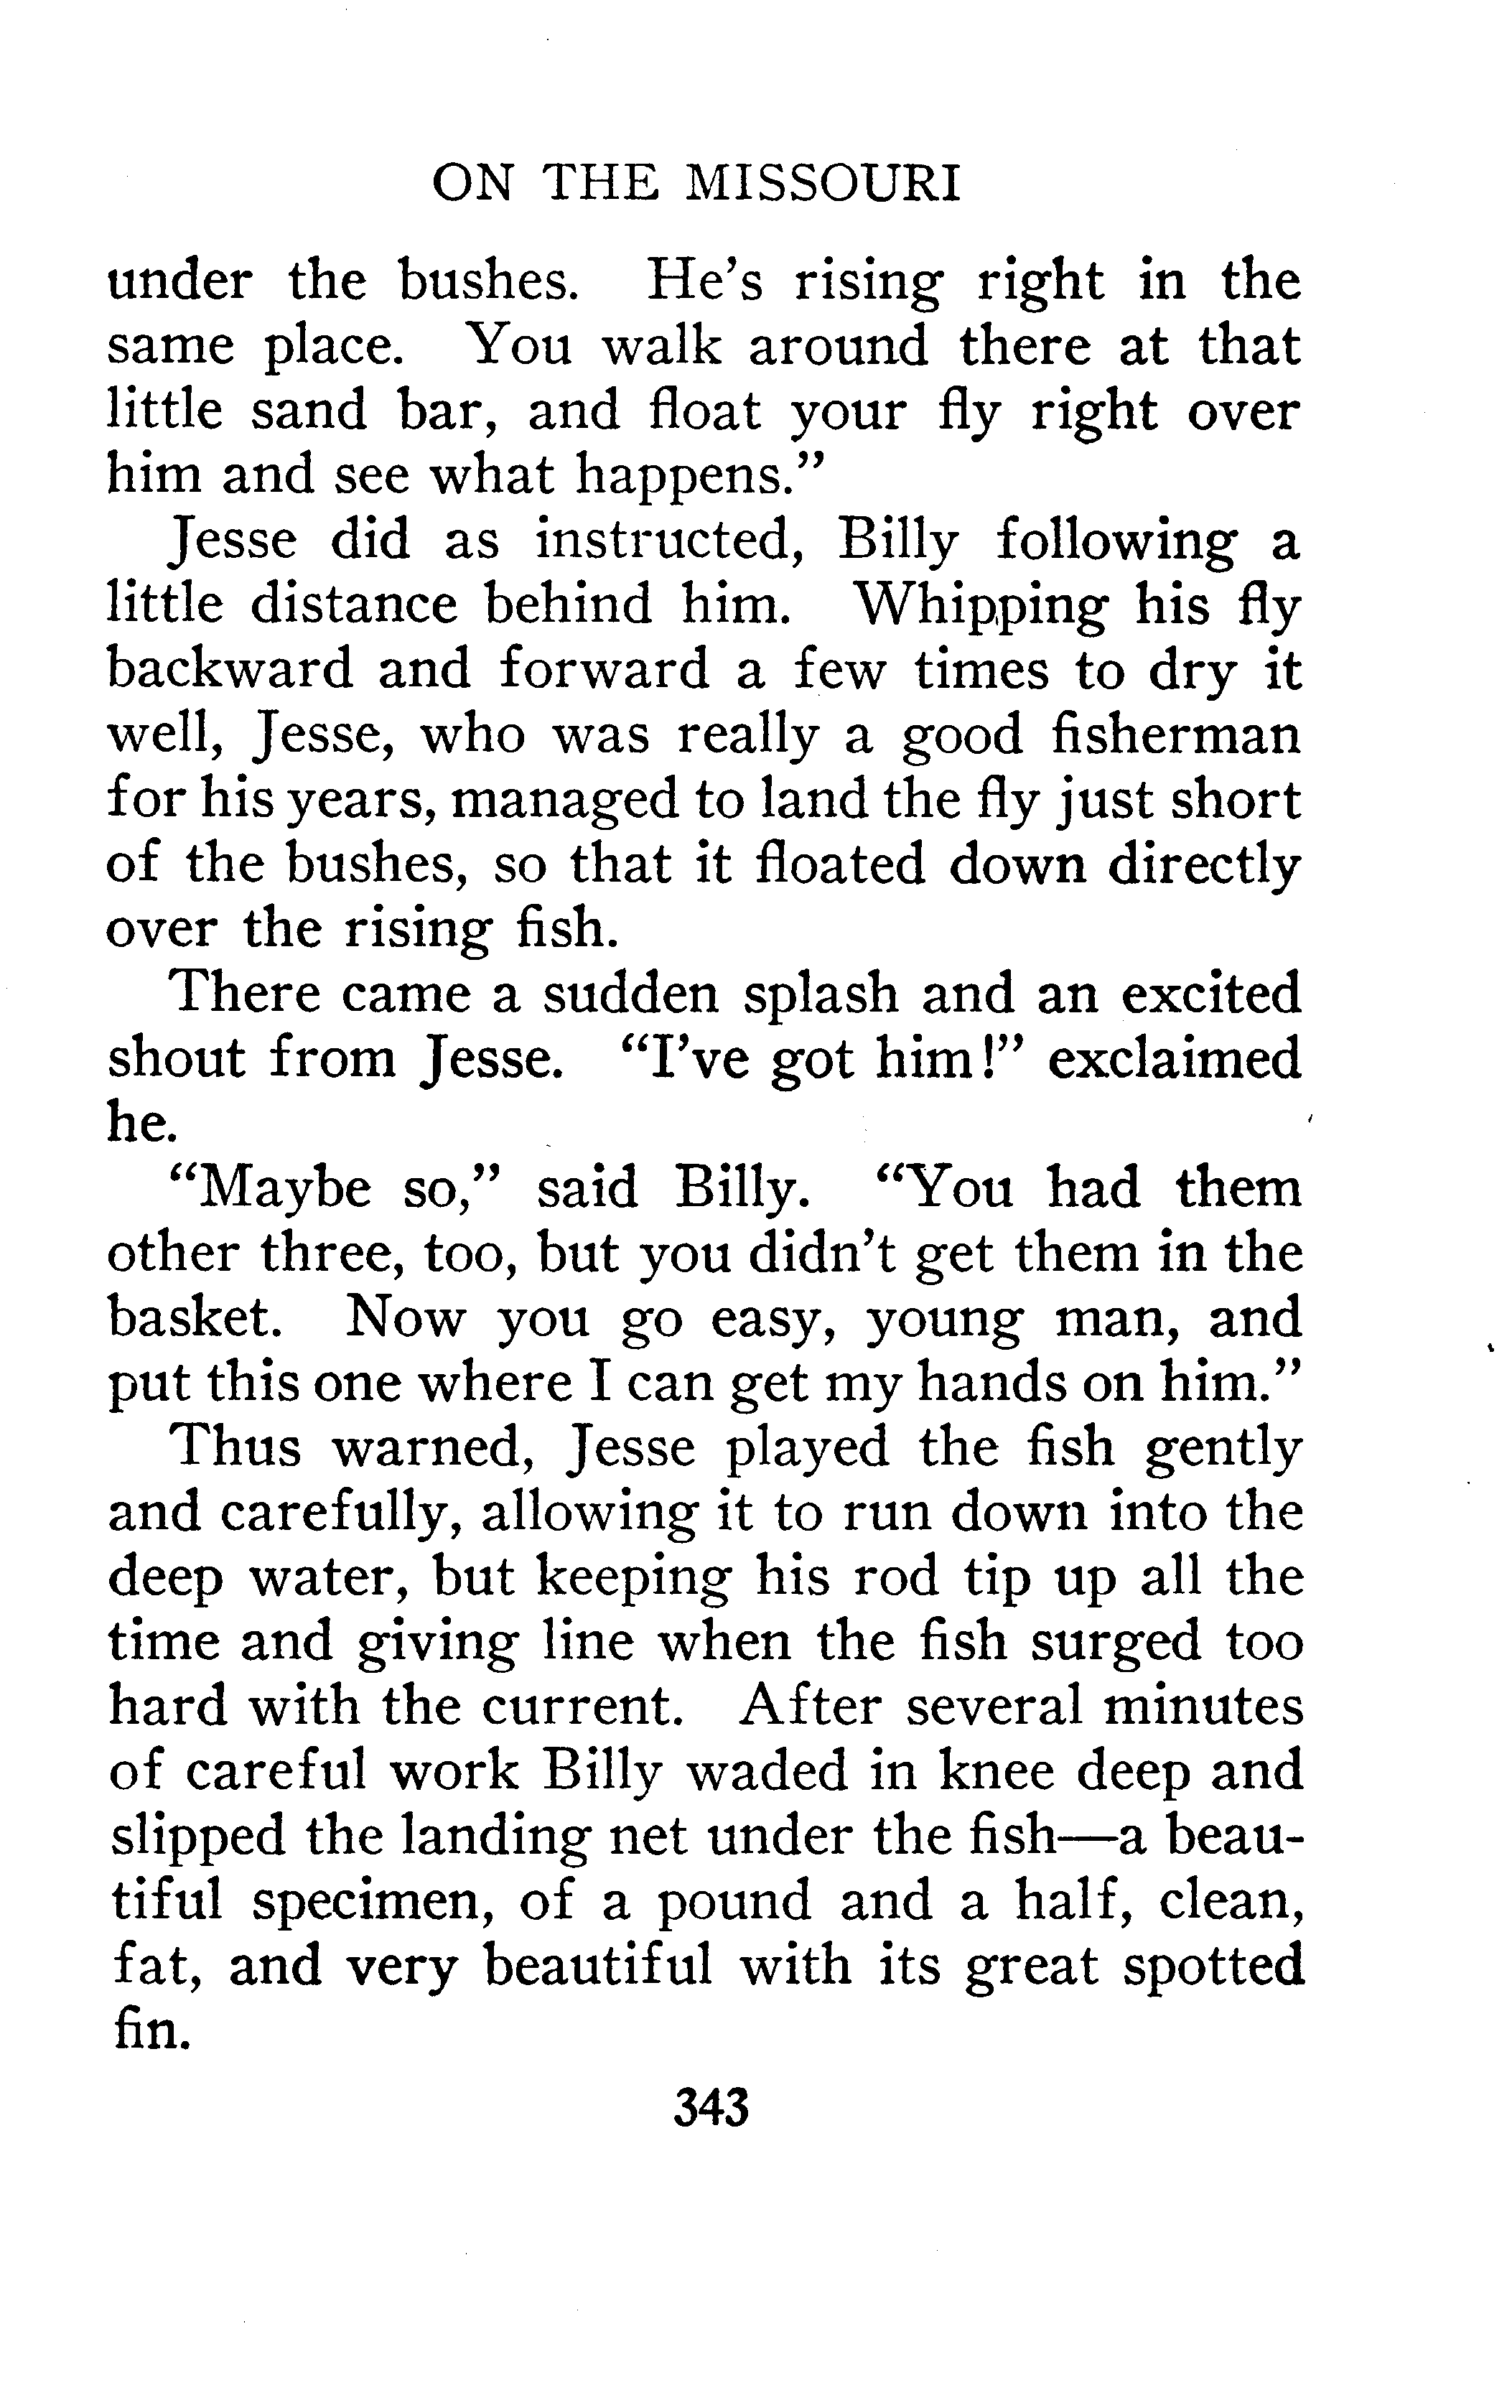 ON THE MISSOURI
under the bushes. He's rising right in the
same place. You walk around there at that
little sand bar, and float your fly right over
him and see what happens.”
Jesse did as instructed, Billy following a
little distance behind him. Whipping his fly
backward and forward a few times to dry it
well, Jesse, who was really a good fisherman
for his years, managed to land the fly just short
of the bushes, so that it floated down directly
over the rising fish.
There came a sudden splash and an excited
shout from Jesse. “I've got him!” exclaimed
he.
“Maybe so,” said Billy. “You had them
other three, too, but you didn't get them in the
basket. Now you go easy, young man, and
put this one where I can get my hands on him.”
Thus warned, Jesse played the fish gently
and carefully, allowing it to run down into the
deep water, but keeping his rod tip up all the
time and giving line when the fish surged too
hard with the current. After several minutes
of careful work Billy waded in knee deep and
slipped the landing net under the fish—a beau-
tiful specimen, of a pound and a half, clean,
fat, and very beautiful with its great spotted
fin.
343